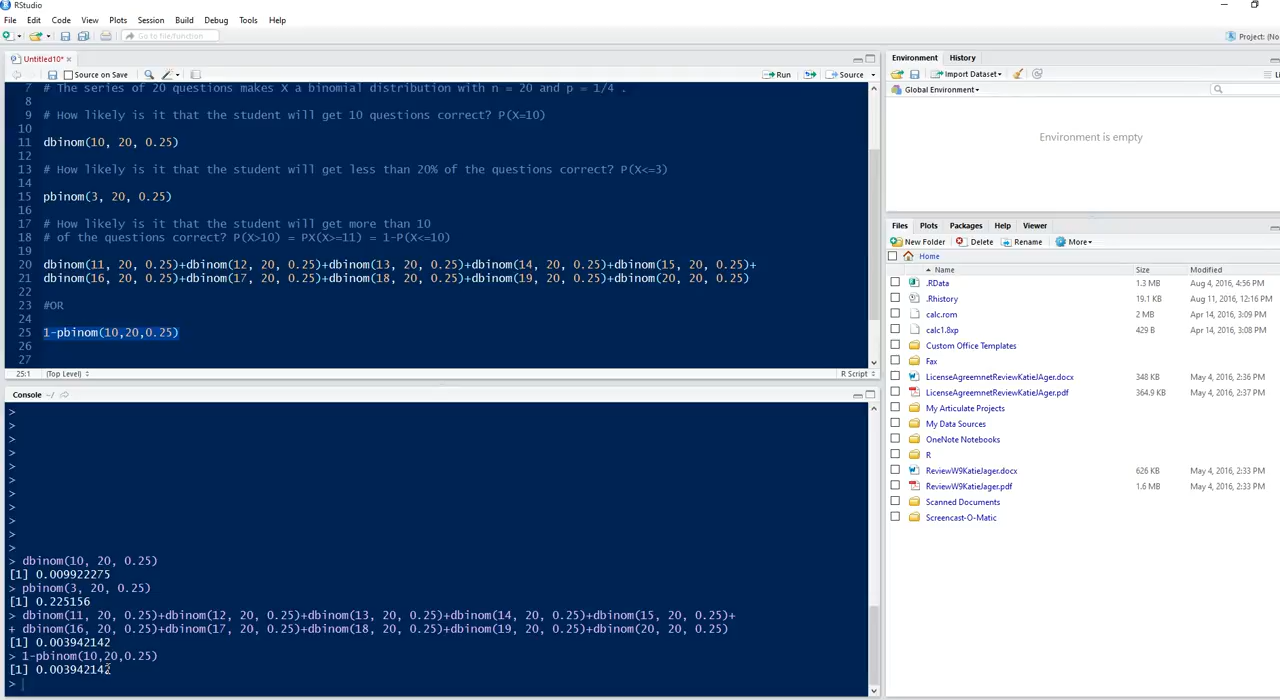 RStudio
File Edit Code View Plots Session Build Debug Tools Help
Go to file/function
Project: (No
Untitled10*
Source on Save
Run
Source
7 # The series of 20 questions makes X a binomial distribution with n = 20 and p = 1/4 .
8
9 # How likely is it that the student will get 10 questions correct? P(X=10)
10
11 dbinom(10, 20, 0.25)
12
13 # How likely is it that the student will get less than 20% of the questions correct? P(X<=3)
14
15 pbinom(3, 20, 0.25)
16
17 # How likely is it that the student will get more than 10
18 # of the questions correct? P(X>10) = PX(X>=11) = 1-P(X<=10)
19
20 dbinom(11, 20, 0.25)+dbinom(12, 20, 0.25)+dbinom(13, 20, 0.25)+dbinom(14, 20, 0.25)+dbinom(15, 20, 0.25)+
21 dbinom(16, 20, 0.25)+dbinom(17, 20, 0.25)+dbinom(18, 20, 0.25)+dbinom(19, 20, 0.25)+dbinom(20, 20, 0.25)
22
23 #OR
24
25 1-pbinom(10,20,0.25)
26
27
25:1 (Top Level) R Script
Console ~/
>
>
>
>
>
>
>
>
>
>
>
> dbinom(10, 20, 0.25)
[1] 0.009922275
> pbinom(3, 20, 0.25)
[1] 0.225156
> dbinom(11, 20, 0.25)+dbinom(12, 20, 0.25)+dbinom(13, 20, 0.25)+dbinom(14, 20, 0.25)+dbinom(15, 20, 0.25)+
+ dbinom(16, 20, 0.25)+dbinom(17, 20, 0.25)+dbinom(18, 20, 0.25)+dbinom(19, 20, 0.25)+dbinom(20, 20, 0.25)
[1] 0.003942142
> 1-pbinom(10,20,0.25)
[1] 0.003942142
>
Environment History
Import Dataset
Li
Global Environment
Environment is empty
Files Plots Packages Help Viewer
New Folder Delete Rename More
Home
Name Size Modified
.RData 1.3 MB Aug 4, 2016, 4:56 PM
.Rhistory 19.1 KB Aug 11, 2016, 12:16 PM
calc.rom 2 MB Apr 14, 2016, 3:09 PM
calc1.8xp 429 B Apr 14, 2016, 3:08 PM
Custom Office Templates
Fax
LicenseAgreemnetReviewKatieJAger.docx 348 KB May 4, 2016, 2:36 PM
LicenseAgreemnetReviewKatieJAger.pdf 364.9 KB May 4, 2016, 2:37 PM
My Articulate Projects
My Data Sources
OneNote Notebooks
R
ReviewW9KatieJager.docx 626 KB May 4, 2016, 2:33 PM
ReviewW9KatieJager.pdf 1.6 MB May 4, 2016, 2:33 PM
Scanned Documents
Screencast-O-Matic